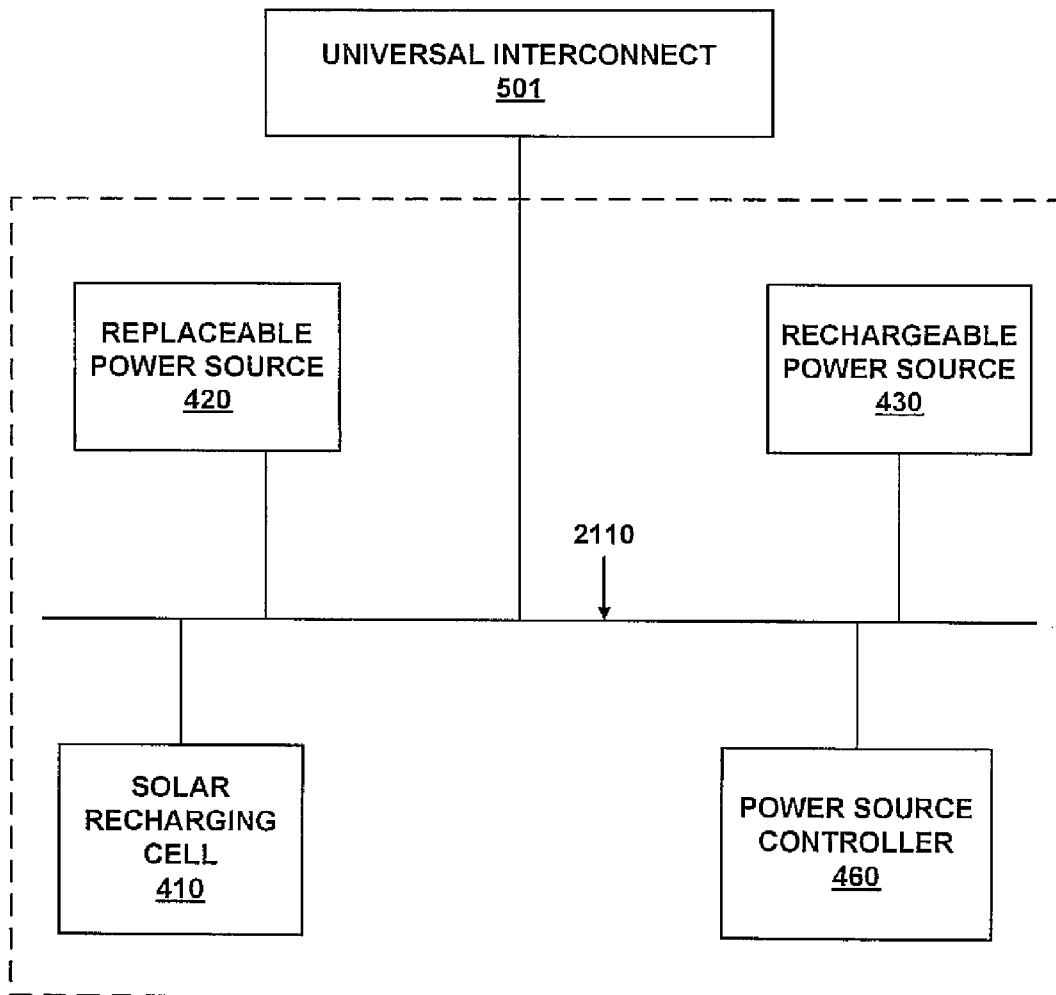 UNIVERSAL INTERCONNECT
501
REPLACEABLE
POWER SOURCE
420
RECHARGEABLE
POWER SOURCE
430
2110
SOLAR
RECHARGING
CELL
410
POWER SOURCE
CONTROLLER
460